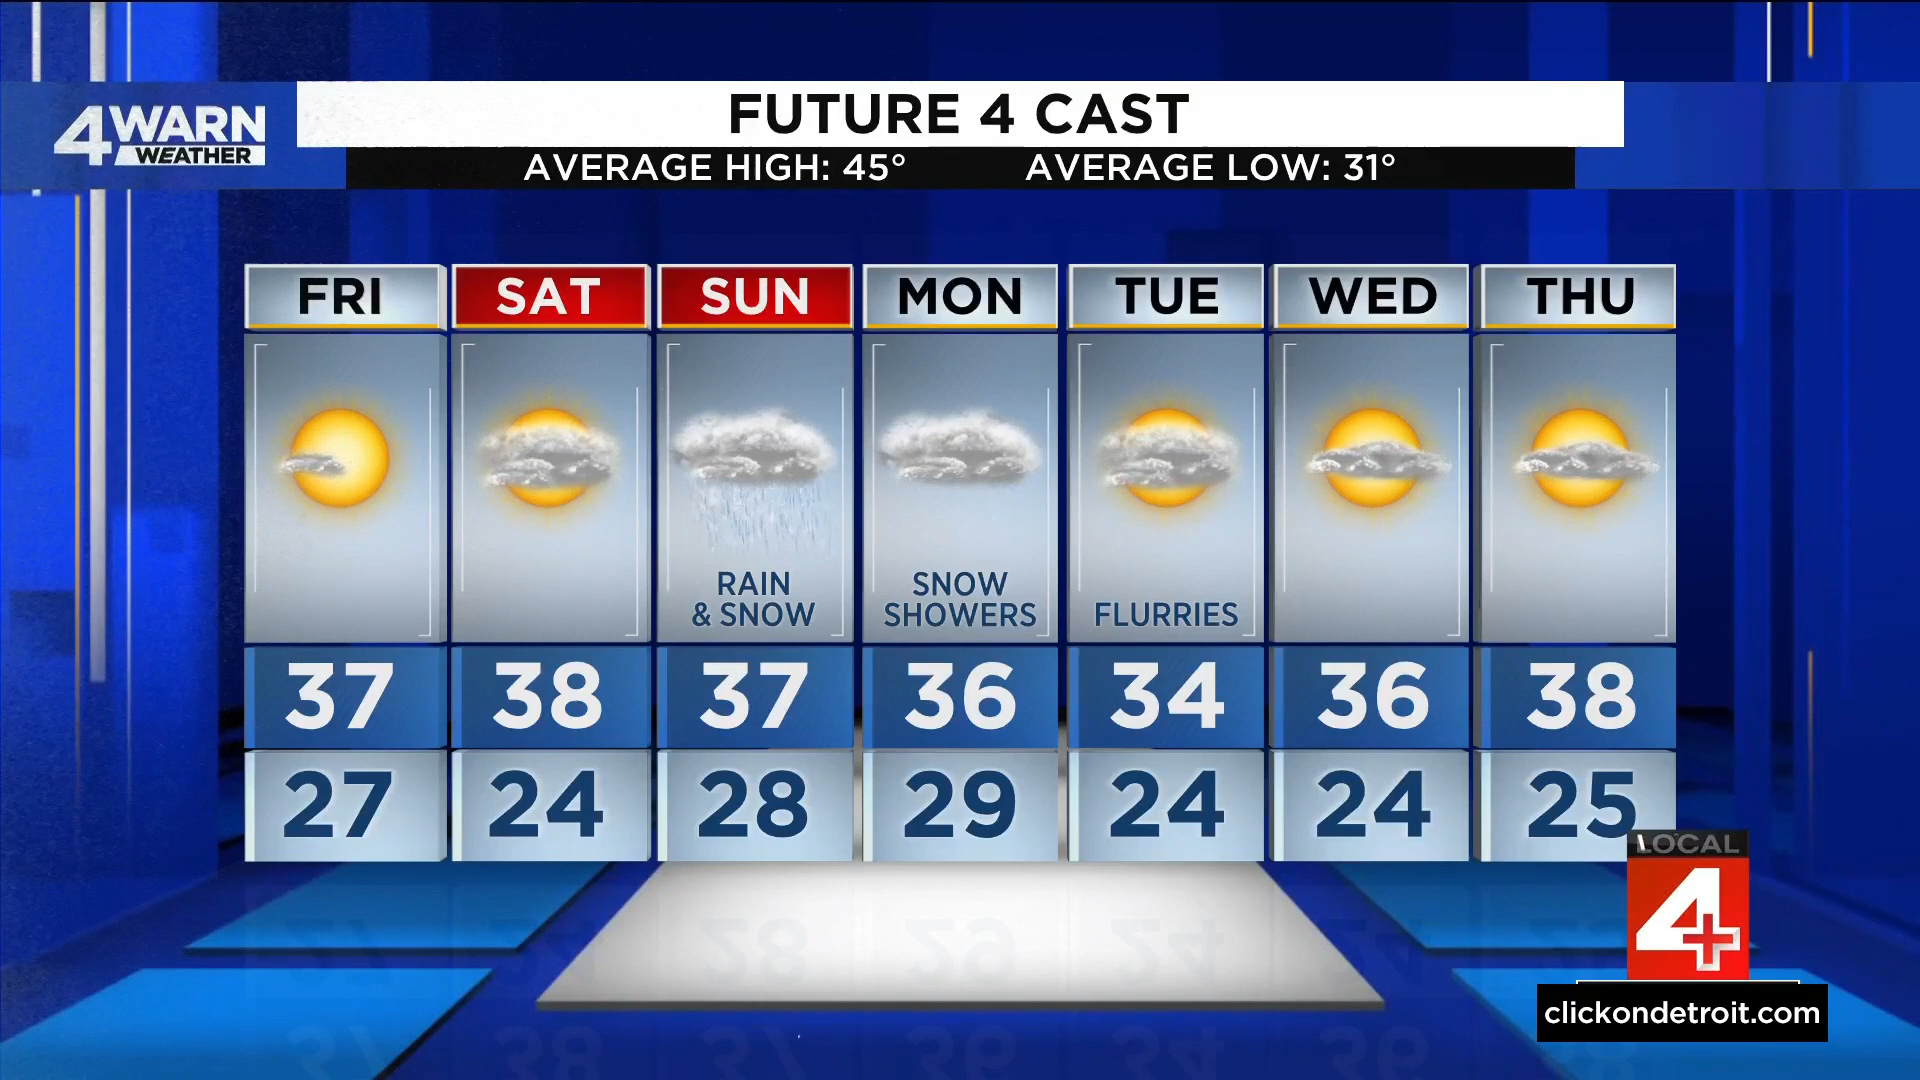 4WARN
WEATHER
FUTURE 4 CAST
AVERAGE HIGH: 45° AVERAGE LOW: 31°
FRI SAT SUN MON TUE WED THU
RAIN
& SNOW
SNOW
SHOWERS
FLURRIES
37 38 37 36 34 36 38
27 24 28 29 24 24 25
LOCAL
4+
clickondetroit.com